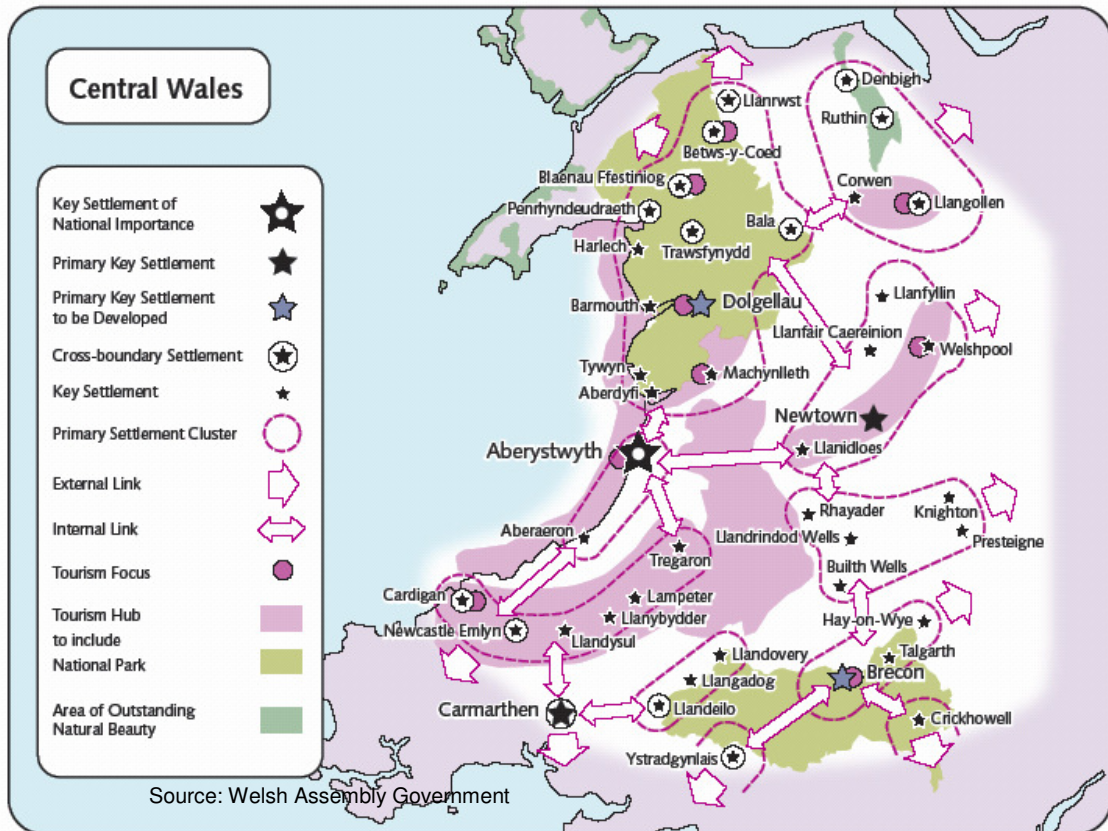 Central Wales
Key Settlement of
National Importance
Primary Key Settlement
Primary Key Settlement
to be Developed
Cross-boundary Settlement
Key Settlement
Primary Settlement Cluster
External Link
Internal Link
Tourism Focus
Tourism Hub
to include
National Park
Area of Outstanding
Natural Beauty
Source: Welsh Assembly Government
Denbigh
Llanrwst
Ruthin
Betws-y-Coed
Blaenau Ffestiniog
Corwen
Llangollen
Penrhyndeudraeth
Bala
Trawsfynydd
Harlech
Llanfyllin
Barmouth
Dolgellau
Llanfair Caereinion
Welshpool
Tywyn
Machynlleth
Aberdyfi
Newtown
Aberystwyth
Llanidloes
Rhayader
Knighton
Aberaeron
Llandrindod Wells
Presteigne
Tregaron
Builth Wells
Cardigan
Lampeter
Llanybydder
Hay-on-Wye
Newcastle Emlyn
Llandysul
Llandovery
Talgarth
Llangadog
Brecon
Carmarthen
Llandeilo
Crickhowell
Ystradgynlais